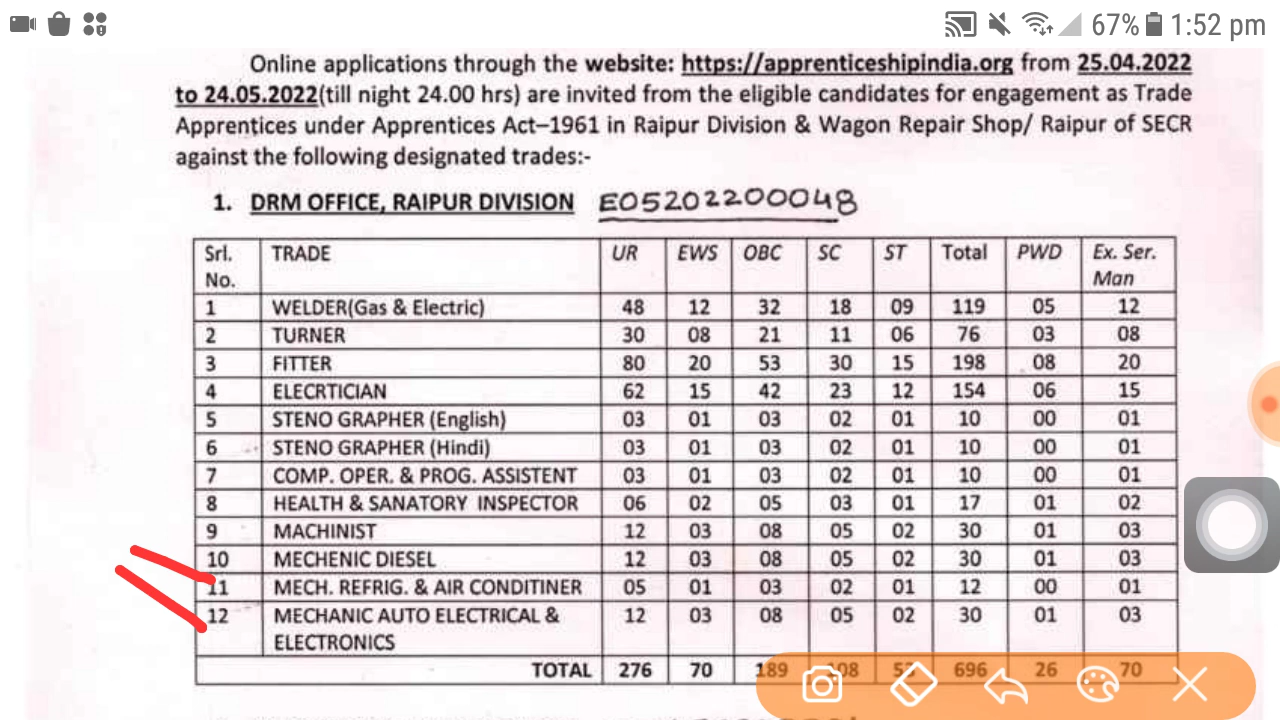 67% 1:52 pm
Online applications through the website: https://apprenticeshipindia.org from 25.04.2022
to 24.05.2022(till night 24.00 hrs) are invited from the eligible candidates for engagement as Trade
Apprentices under Apprentices Act–1961 in Raipur Division & Wagon Repair Shop/ Raipur of SECR
against the following designated trades:-
1. DRM OFFICE, RAIPUR DIVISION E05202200048
Srl. No. TRADE UR EWS OBC SC ST Total PWD Ex. Ser. Man
1 WELDER(Gas & Electric) 48 12 32 18 09 119 05 12
2 TURNER 30 08 21 11 06 76 03 08
3 FITTER 80 20 53 30 15 198 08 20
4 ELECRTICIAN 62 15 42 23 12 154 06 15
5 STENO GRAPHER (English) 03 01 03 02 01 10 00 01
6 STENO GRAPHER (Hindi) 03 01 03 02 01 10 00 01
7 COMP. OPER. & PROG. ASSISTENT 03 01 03 02 01 10 00 01
8 HEALTH & SANATORY INSPECTOR 06 02 05 03 01 17 01 02
9 MACHINIST 12 03 08 05 02 30 01 03
10 MECHENIC DIESEL 12 03 08 05 02 30 01 03
11 MECH. REFRIG. & AIR CONDITINER 05 01 03 02 01 12 00 01
12 MECHANIC AUTO ELECTRICAL & 12 03 08 05 02 30 01 03
ELECTRONICS
TOTAL 276 70 189 108 53 696 26 70